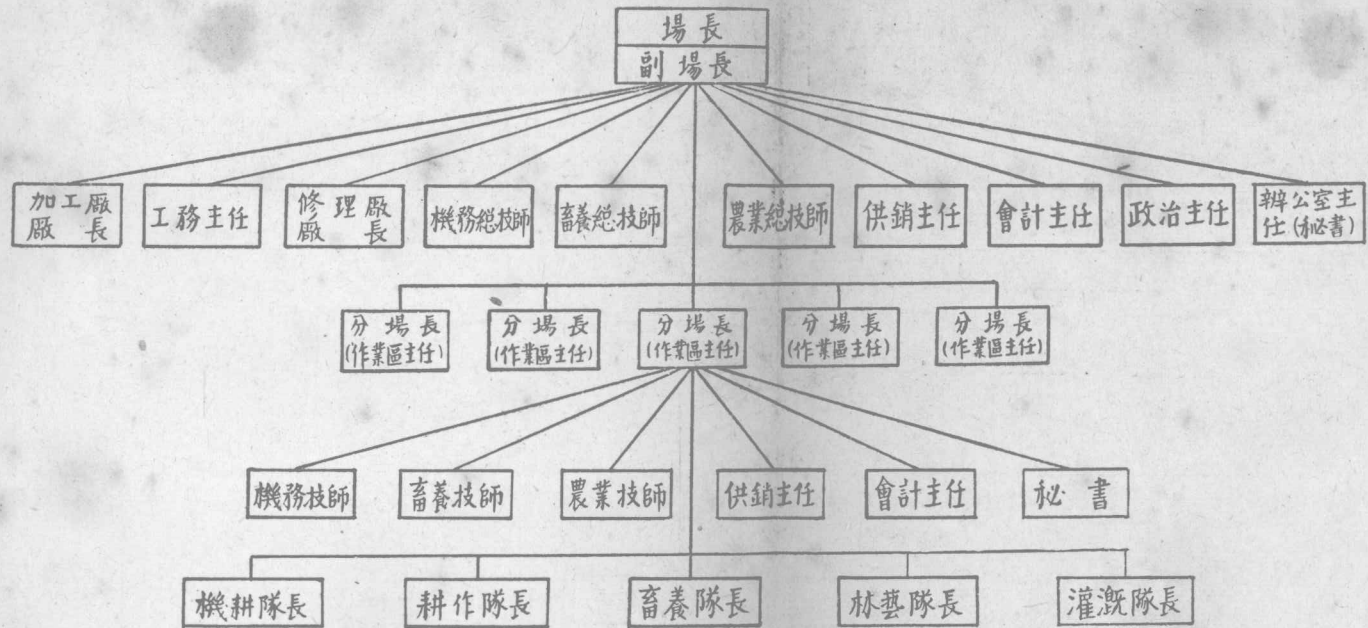 場長
副場長
加工廠
廠長
工務主任
修理廠
廠長
機務總技師
畜養總技師
農業總技師
供銷主任
會計主任
政治主任
辦公室主
任(秘書)
分場長
(作業區主任)
分場長
(作業區主任)
分場長
(作業區主任)
分場長
(作業區主任)
分場長
(作業區主任)
機務技師
畜養技師
農業技師
供銷主任
會計主任
秘書
機耕隊長
耕作隊長
畜養隊長
林藝隊長
灌溉隊長